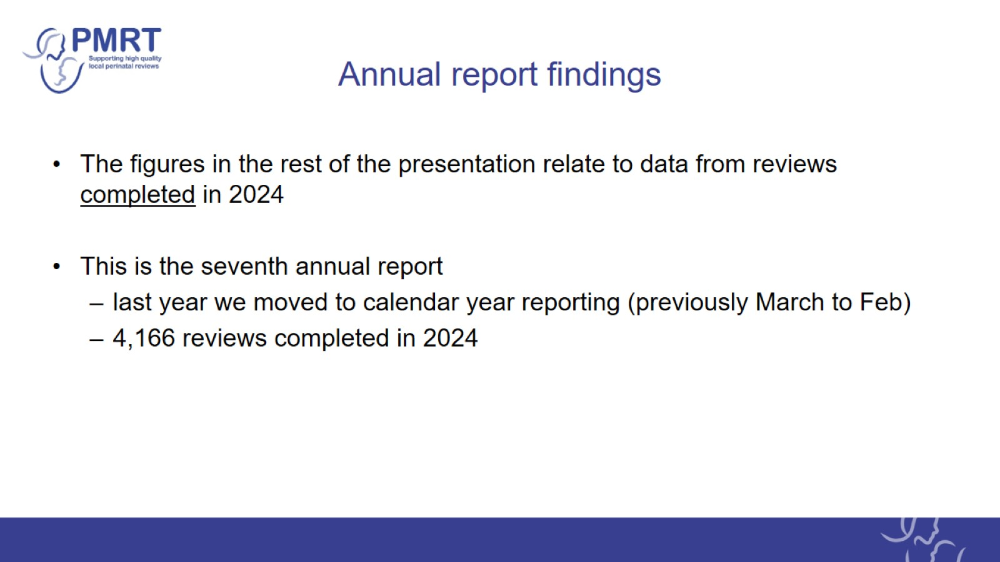 PMRT
Supporting high quality
local perinatal reviews
Annual report findings
• The figures in the rest of the presentation relate to data from reviews
completed in 2024
• This is the seventh annual report
– last year we moved to calendar year reporting (previously March to Feb)
– 4,166 reviews completed in 2024